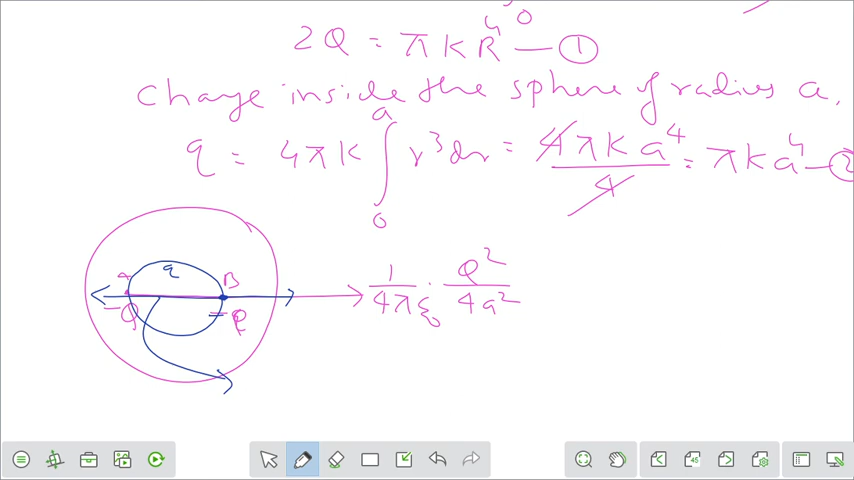 2Q = πKR⁴ — ①
Charge inside the sphere of radius a,
q = 4πK ∫₀ᵃ r³dr = 4πKa⁴/4 = πKa⁴ — ②
q
B
-Q
-Q
1/4πε₀ · Q²/4a²
45